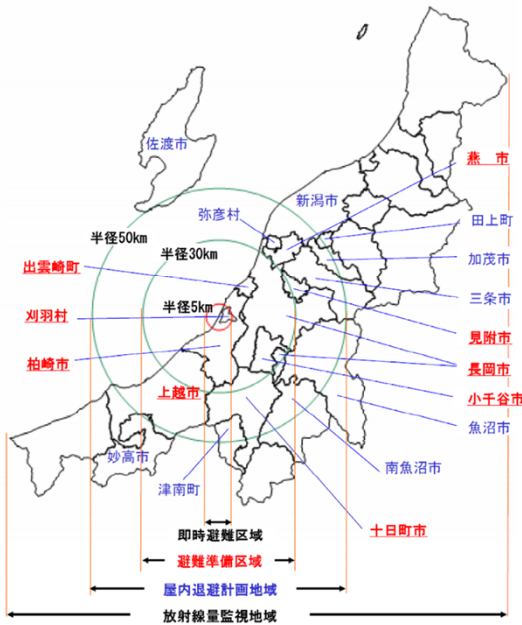 佐渡市
燕　市
新潟市
弥彦村
田上町
半径50km
半径30km
加茂市
出雲崎町
三条市
半径5km
刈羽村
見附市
柏崎市
長岡市
上越市
小千谷市
魚沼市
妙高市
南魚沼市
津南町
十日町市
即時避難区域
避難準備区域
屋内退避計画地域
放射線量監視地域